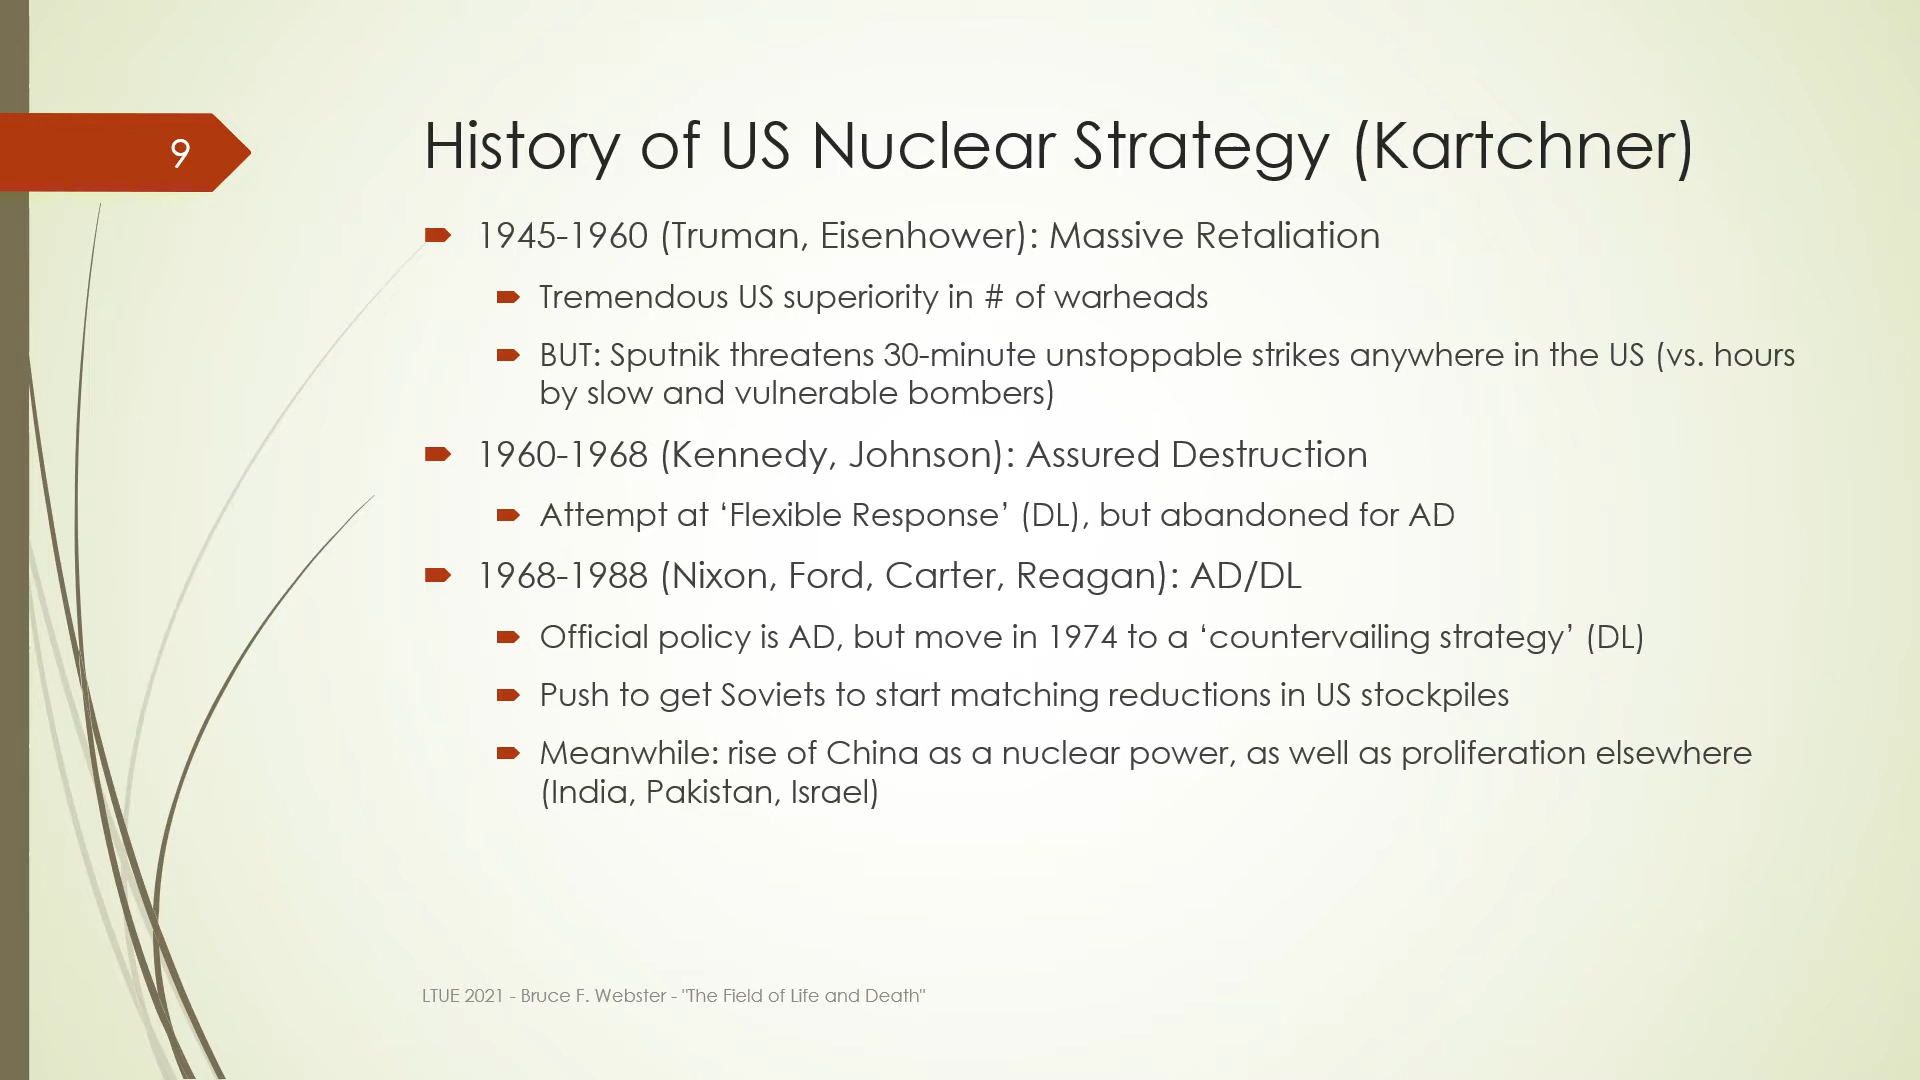 9
History of US Nuclear Strategy (Kartchner)
1945-1960 (Truman, Eisenhower): Massive Retaliation
Tremendous US superiority in # of warheads
BUT: Sputnik threatens 30-minute unstoppable strikes anywhere in the US (vs. hours
by slow and vulnerable bombers)
1960-1968 (Kennedy, Johnson): Assured Destruction
Attempt at ‘Flexible Response’ (DL), but abandoned for AD
1968-1988 (Nixon, Ford, Carter, Reagan): AD/DL
Official policy is AD, but move in 1974 to a ‘countervailing strategy’ (DL)
Push to get Soviets to start matching reductions in US stockpiles
Meanwhile: rise of China as a nuclear power, as well as proliferation elsewhere
(India, Pakistan, Israel)
LTUE 2021 - Bruce F. Webster - "The Field of Life and Death"